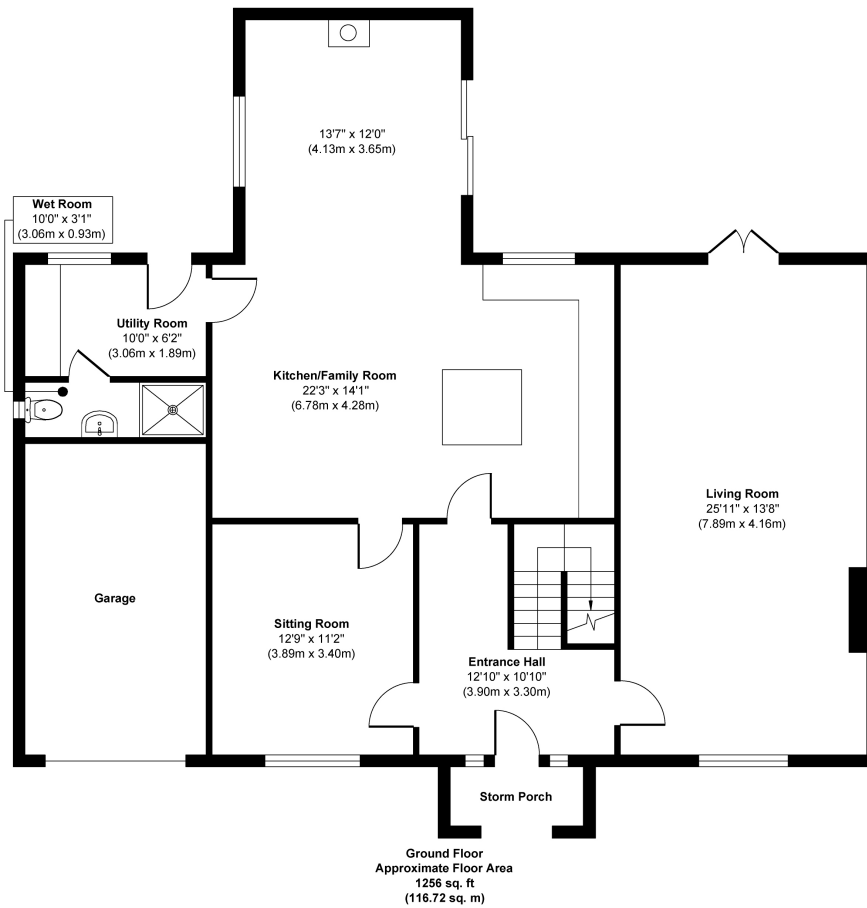 13'7" x 12'0"
(4.13m x 3.65m)
Wet Room
10'0" x 3'1"
(3.06m x 0.93m)
Utility Room
10'0" x 6'2"
(3.06m x 1.89m)
Kitchen/Family Room
22'3" x 14'1"
(6.78m x 4.28m)
Living Room
25'11" x 13'8"
(7.89m x 4.16m)
Garage
Sitting Room
12'9" x 11'2"
(3.89m x 3.40m)
Entrance Hall
12'10" x 10'10"
(3.90m x 3.30m)
Storm Porch
Ground Floor
Approximate Floor Area
1256 sq. ft
(116.72 sq. m)